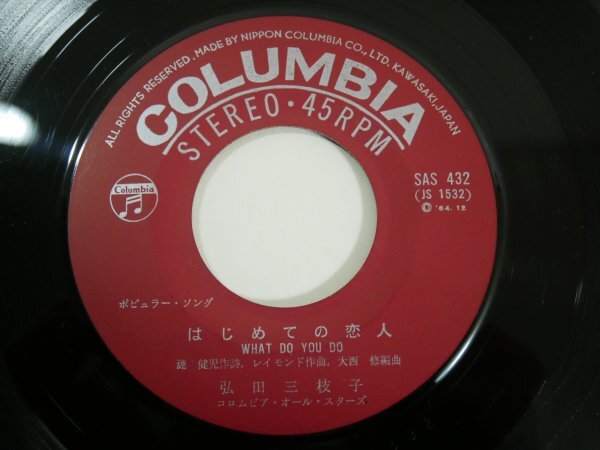 ALL RIGHTS RESERVED. MADE BY NIPPON COLUMBIA CO., LTD. KAWASAKI, JAPAN
COLUMBIA
STEREO・45RPM
Columbia
SAS 432
(JS 1532)
Ⓟ '64. 12
ポピュラー・ソング
はじめての恋人
WHAT DO YOU DO
漣 健児作詩, レイモンド作曲, 大西 修編曲
弘田三枝子
コロムビア・オール・スターズ